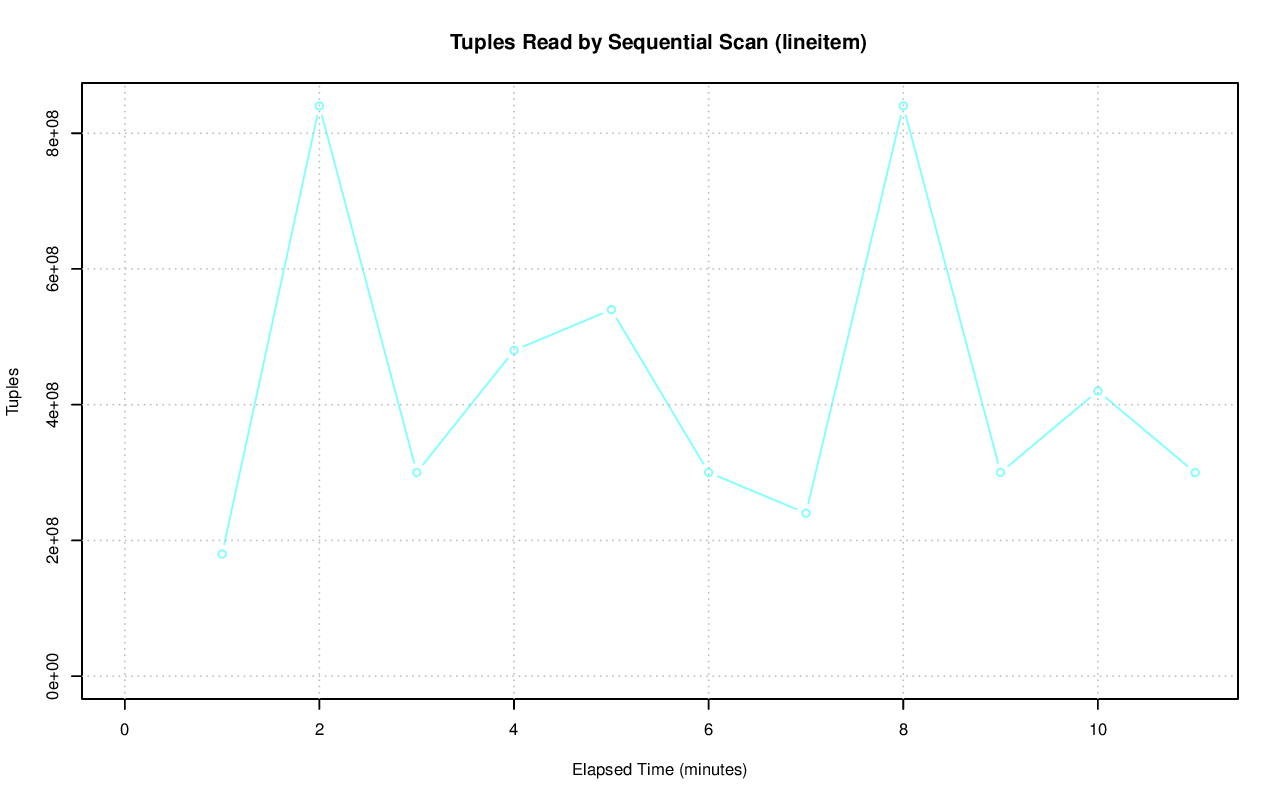 Tuples Read by Sequential Scan (lineitem)
8e+08
6e+08
4e+08
2e+08
0e+00
Tuples
0 2 4 6 8 10
Elapsed Time (minutes)